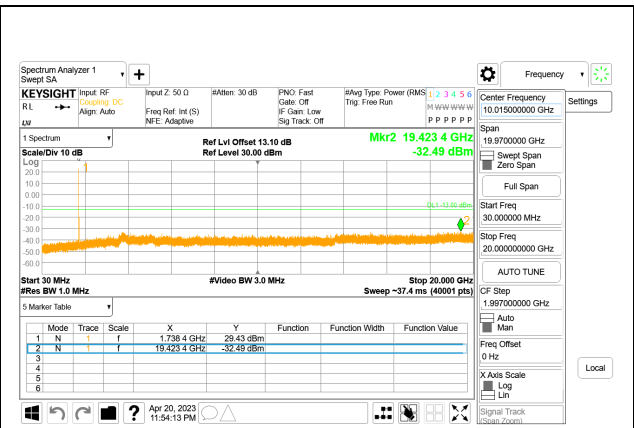 Spectrum Analyzer 1
Swept SA
Frequency
KEYSIGHT
RL
Input: RF
Coupling: DC
Align: Auto
Input Z: 50 Ω
Freq Ref: Int (S)
NFE: Adaptive
#Atten: 30 dB
PNO: Fast
Gate: Off
IF Gain: Low
Sig Track: Off
#Avg Type: Power (RMS
Trig: Free Run
1 2 3 4 5 6
M W W W W W
P P P P P P
Center Frequency
10.015000000 GHz
Settings
Span
19.9700000 GHz
Swept Span
Zero Span
Full Span
Start Freq
30.000000 MHz
Stop Freq
20.000000000 GHz
AUTO TUNE
CF Step
1.997000000 GHz
Auto
Man
Freq Offset
0 Hz
X Axis Scale
Log
Lin
Signal Track
(Span Zoom)
Local
1 Spectrum
Scale/Div 10 dB
Log
Ref Lvl Offset 13.10 dB
Ref Level 30.00 dBm
Mkr2 19.423 4 GHz
-32.49 dBm
20.0
10.0
0.00
-10.0
-20.0
-30.0
-40.0
-50.0
-60.0
1
DL1 -13.00 dBm
2
Start 30 MHz
#Res BW 1.0 MHz
#Video BW 3.0 MHz
Stop 20.000 GHz
Sweep ~37.4 ms (40001 pts)
5 Marker Table
Mode Trace Scale X Y Function Function Width Function Value
1 N 1 f 1.738 4 GHz 29.43 dBm
2 N 1 f 19.423 4 GHz -32.49 dBm
3
4
5
6
?
Apr 20, 2023
11:54:13 PM